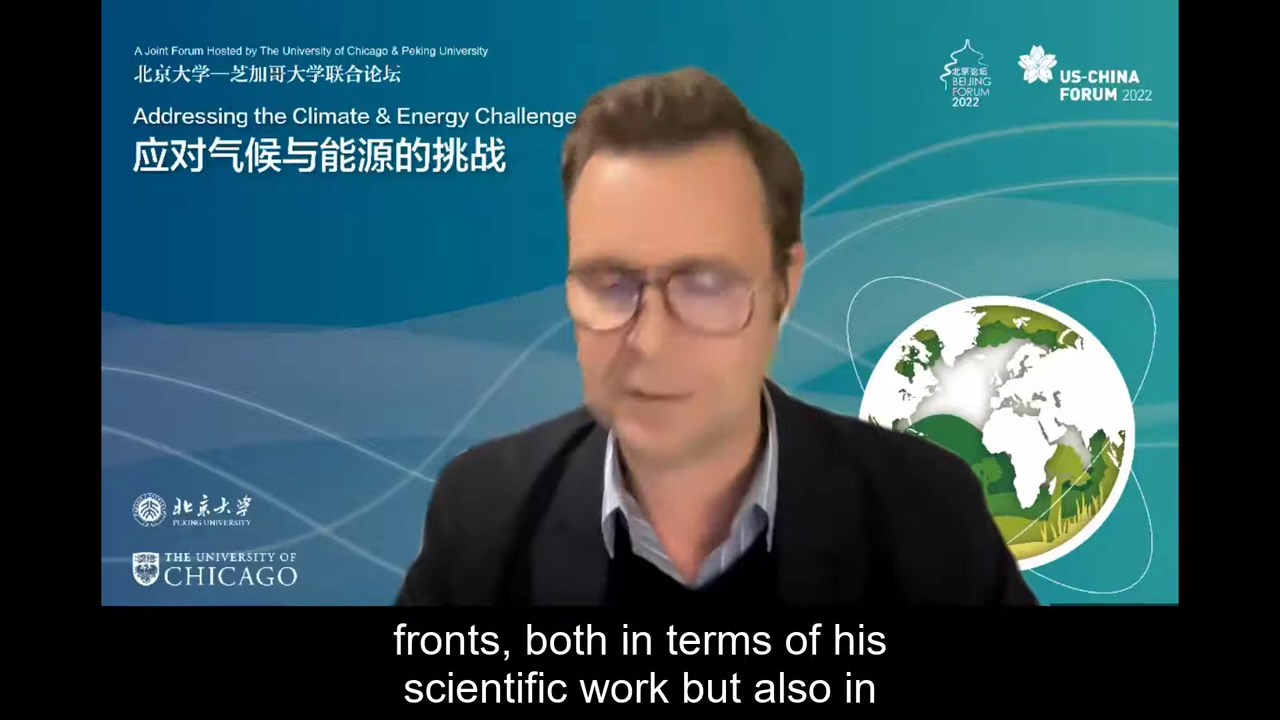 A Joint Forum Hosted by The University of Chicago & Peking University
北京大学—芝加哥大学联合论坛
Addressing the Climate & Energy Challenge
应对气候与能源的挑战
北京论坛
BEIJING
FORUM
2022
US-CHINA
FORUM 2022
北京大学
PEKING UNIVERSITY
THE UNIVERSITY OF
CHICAGO
fronts, both in terms of his
scientific work but also in